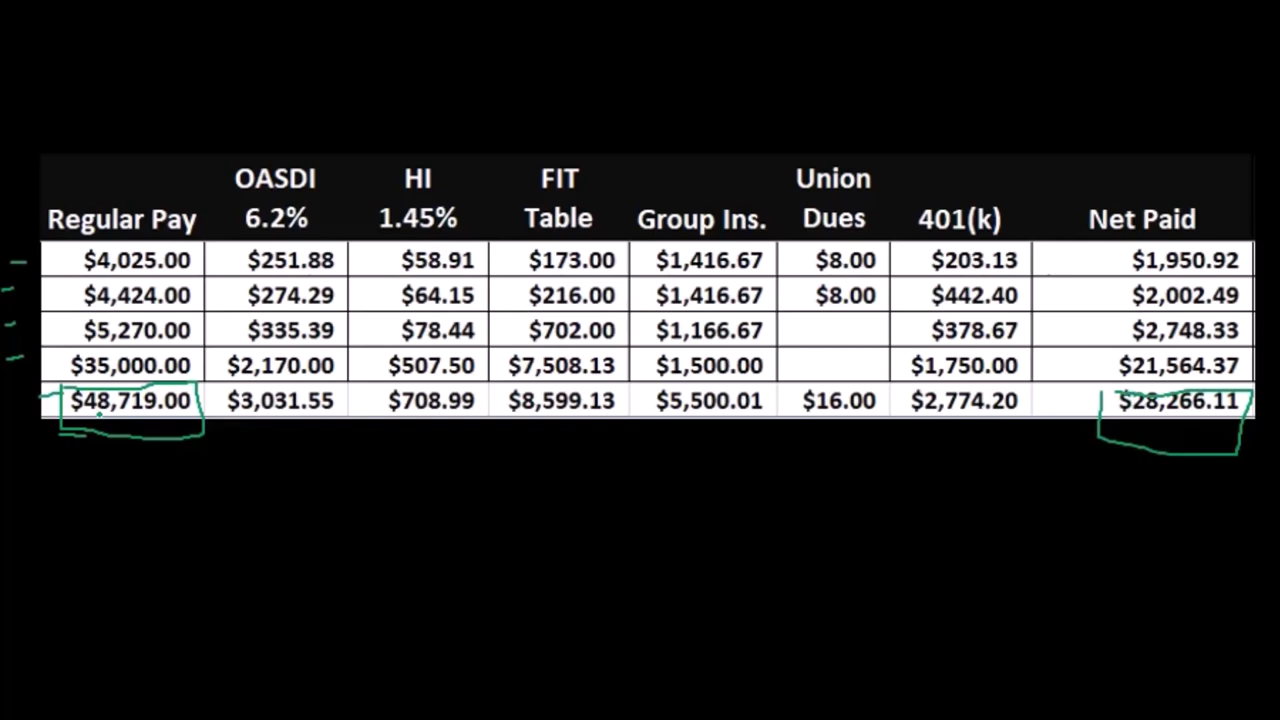 OASDI HI FIT Union
Regular Pay 6.2% 1.45% Table Group Ins. Dues 401(k) Net Paid
$4,025.00 $251.88 $58.91 $173.00 $1,416.67 $8.00 $203.13 $1,950.92
$4,424.00 $274.29 $64.15 $216.00 $1,416.67 $8.00 $442.40 $2,002.49
$5,270.00 $335.39 $78.44 $702.00 $1,166.67 $378.67 $2,748.33
$35,000.00 $2,170.00 $507.50 $7,508.13 $1,500.00 $1,750.00 $21,564.37
$48,719.00 $3,031.55 $708.99 $8,599.13 $5,500.01 $16.00 $2,774.20 $28,266.11